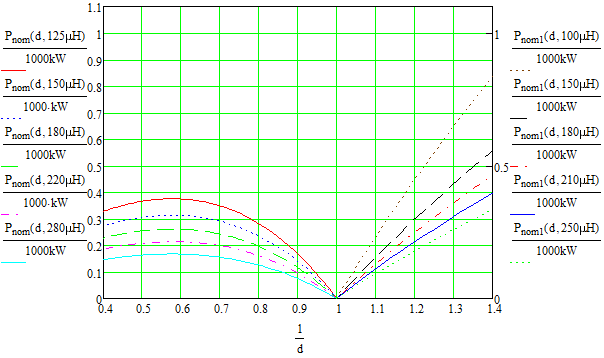 P_nom(d, 125μH)
1000kW
P_nom(d, 150μH)
1000·kW
P_nom(d, 180μH)
1000kW
P_nom(d, 220μH)
1000·kW
P_nom(d, 280μH)
1000kW
1.1
1
0.9
0.8
0.7
0.6
0.5
0.4
0.3
0.2
0.1
0
0.4 0.5 0.6 0.7 0.8 0.9 1 1.1 1.2 1.3 1.4
1
d
1
0.5
0
P_nom1(d, 100μH)
1000kW
P_nom1(d, 150μH)
1000kW
P_nom1(d, 180μH)
1000kW
P_nom1(d, 210μH)
1000kW
P_nom1(d, 250μH)
1000kW